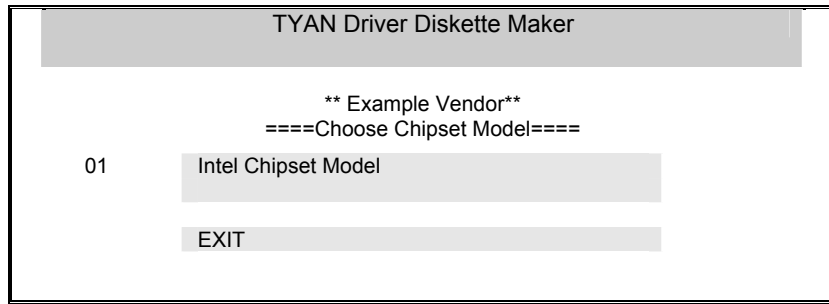 TYAN Driver Diskette Maker
** Example Vendor**
====Choose Chipset Model====
01 Intel Chipset Model
EXIT